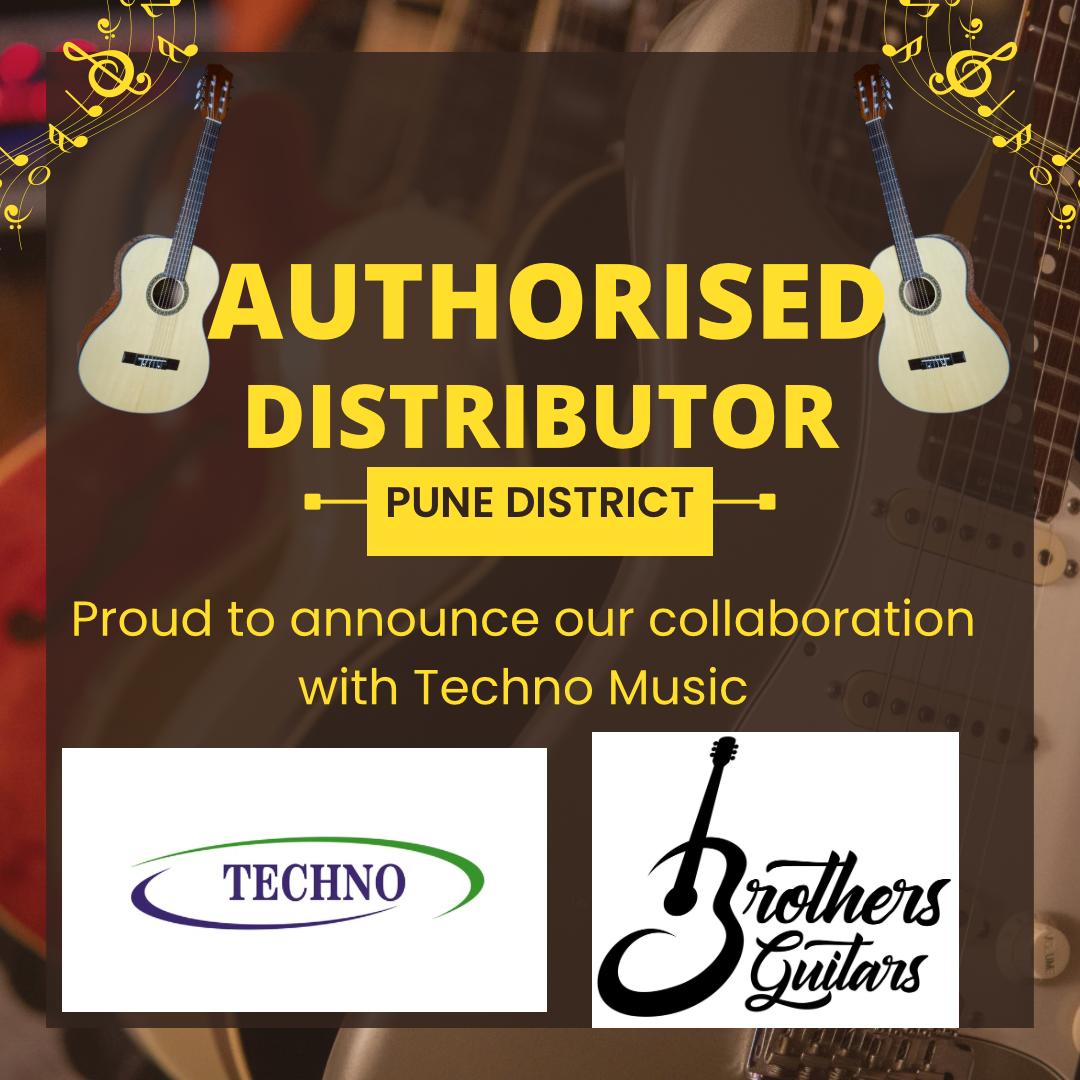 AUTHORISED
DISTRIBUTOR
PUNE DISTRICT
Proud to announce our collaboration
with Techno Music
TECHNO
Brothers
Guitars